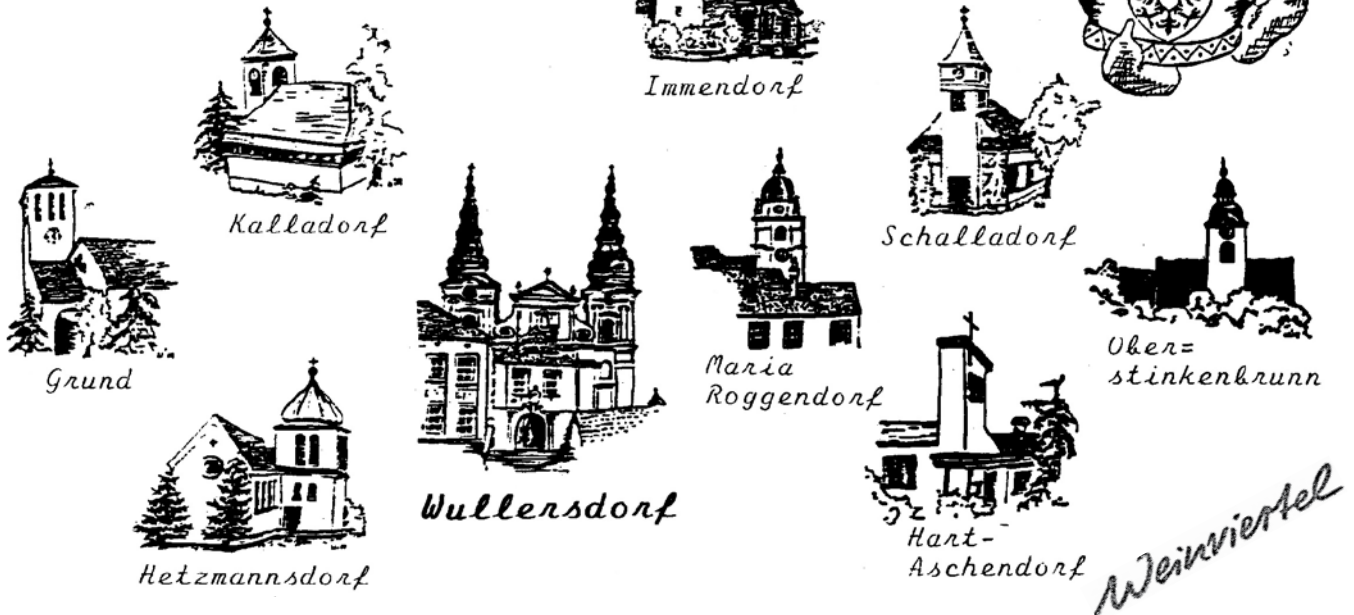 Immendorf
Kalladorf
Schalladorf
Grund
Maria
Roggendorf
Ober=
stinkenbrunn
Wullersdorf
Hart-
Aschendorf
Hetzmannsdorf
Weinviertel